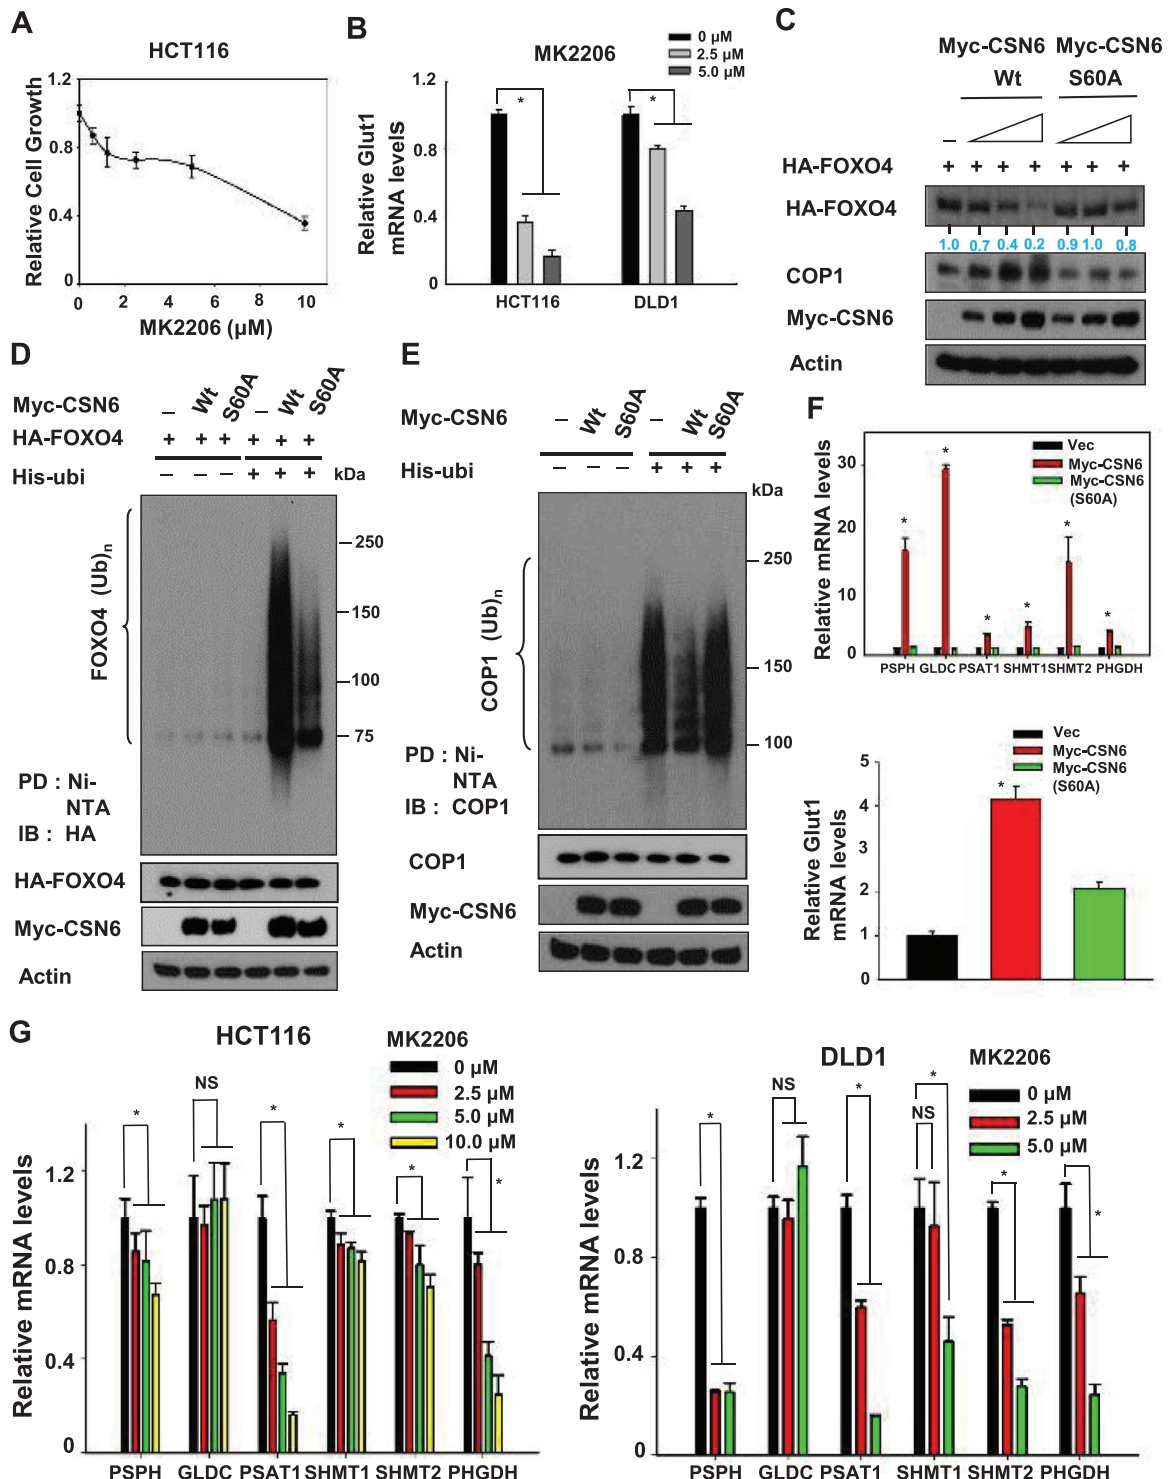 A
HCT116
Relative Cell Growth
1.2
0.8
0.4
0
0 2 4 6 8 10
MK2206 (μM)
B
MK2206
0 μM
2.5 μM
5.0 μM
Relative Glut1
mRNA levels
1.2
0.8
0.4
0
* *
HCT116 DLD1
C
Myc-CSN6 Myc-CSN6
Wt S60A
–
HA-FOXO4 + + + + + + +
HA-FOXO4
1.0 0.7 0.4 0.2 0.9 1.0 0.8
COP1
Myc-CSN6
Actin
D
Myc-CSN6 – Wt S60A – Wt S60A
HA-FOXO4 + + + + + +
His-ubi – – – + + + kDa
FOXO4 (Ub)n
250
150
100
75
PD : Ni-
NTA
IB : HA
HA-FOXO4
Myc-CSN6
Actin
E
Myc-CSN6 – Wt S60A – Wt S60A
His-ubi – – – + + +
kDa
COP1 (Ub)n
250
150
100
PD : Ni-
NTA
IB : COP1
COP1
Myc-CSN6
Actin
F
Relative mRNA levels
30
20
10
0
Vec
Myc-CSN6
Myc-CSN6
(S60A)
* * * * * *
PSPH GLDC PSAT1 SHMT1 SHMT2 PHGDH
Vec
Myc-CSN6
Myc-CSN6
(S60A)
Relative Glut1
mRNA levels
5
4
2
1
0
*
G
HCT116
MK2206
0 μM
2.5 μM
5.0 μM
10.0 μM
Relative mRNA levels
1.2
0.8
0.4
0
* NS * * * *
PSPH GLDC PSAT1 SHMT1 SHMT2 PHGDH
DLD1
MK2206
0 μM
2.5 μM
5.0 μM
Relative mRNA levels
1.2
0.8
0.4
0
* NS * NS * * *
PSPH GLDC PSAT1 SHMT1 SHMT2 PHGDH